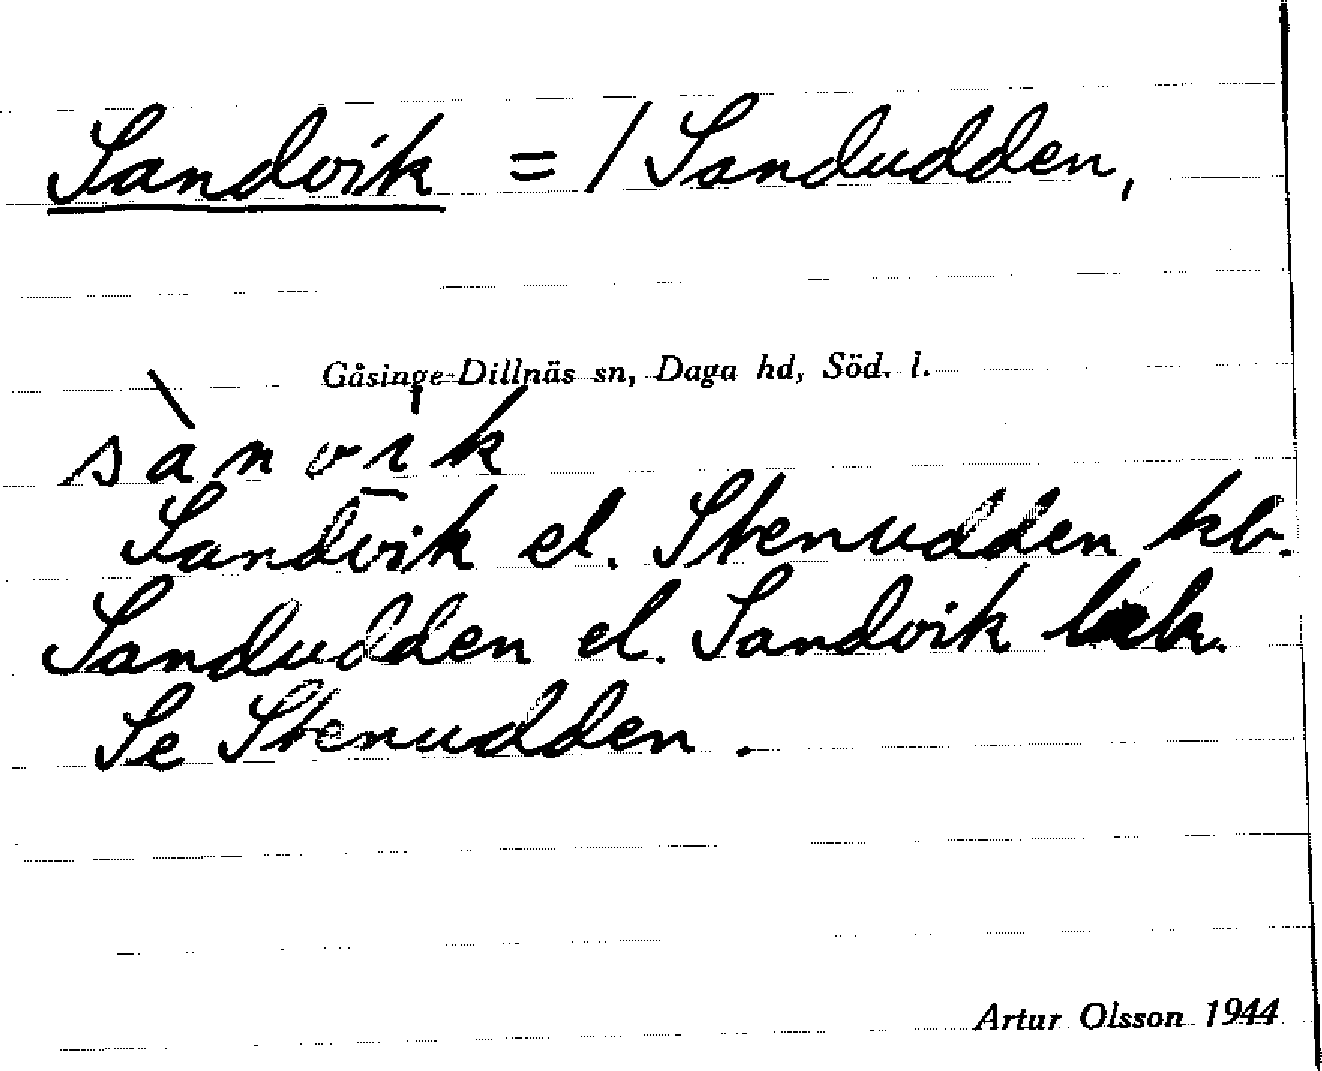 Sandvik = / Sandudden,
Gåsinge-Dillnäs sn, Daga hd, Söd. l.
sànvik
Sandvik el. Stenudden kb.
Sandudden el. Sandvik
Se Stenudden.
Artur Olsson 1944